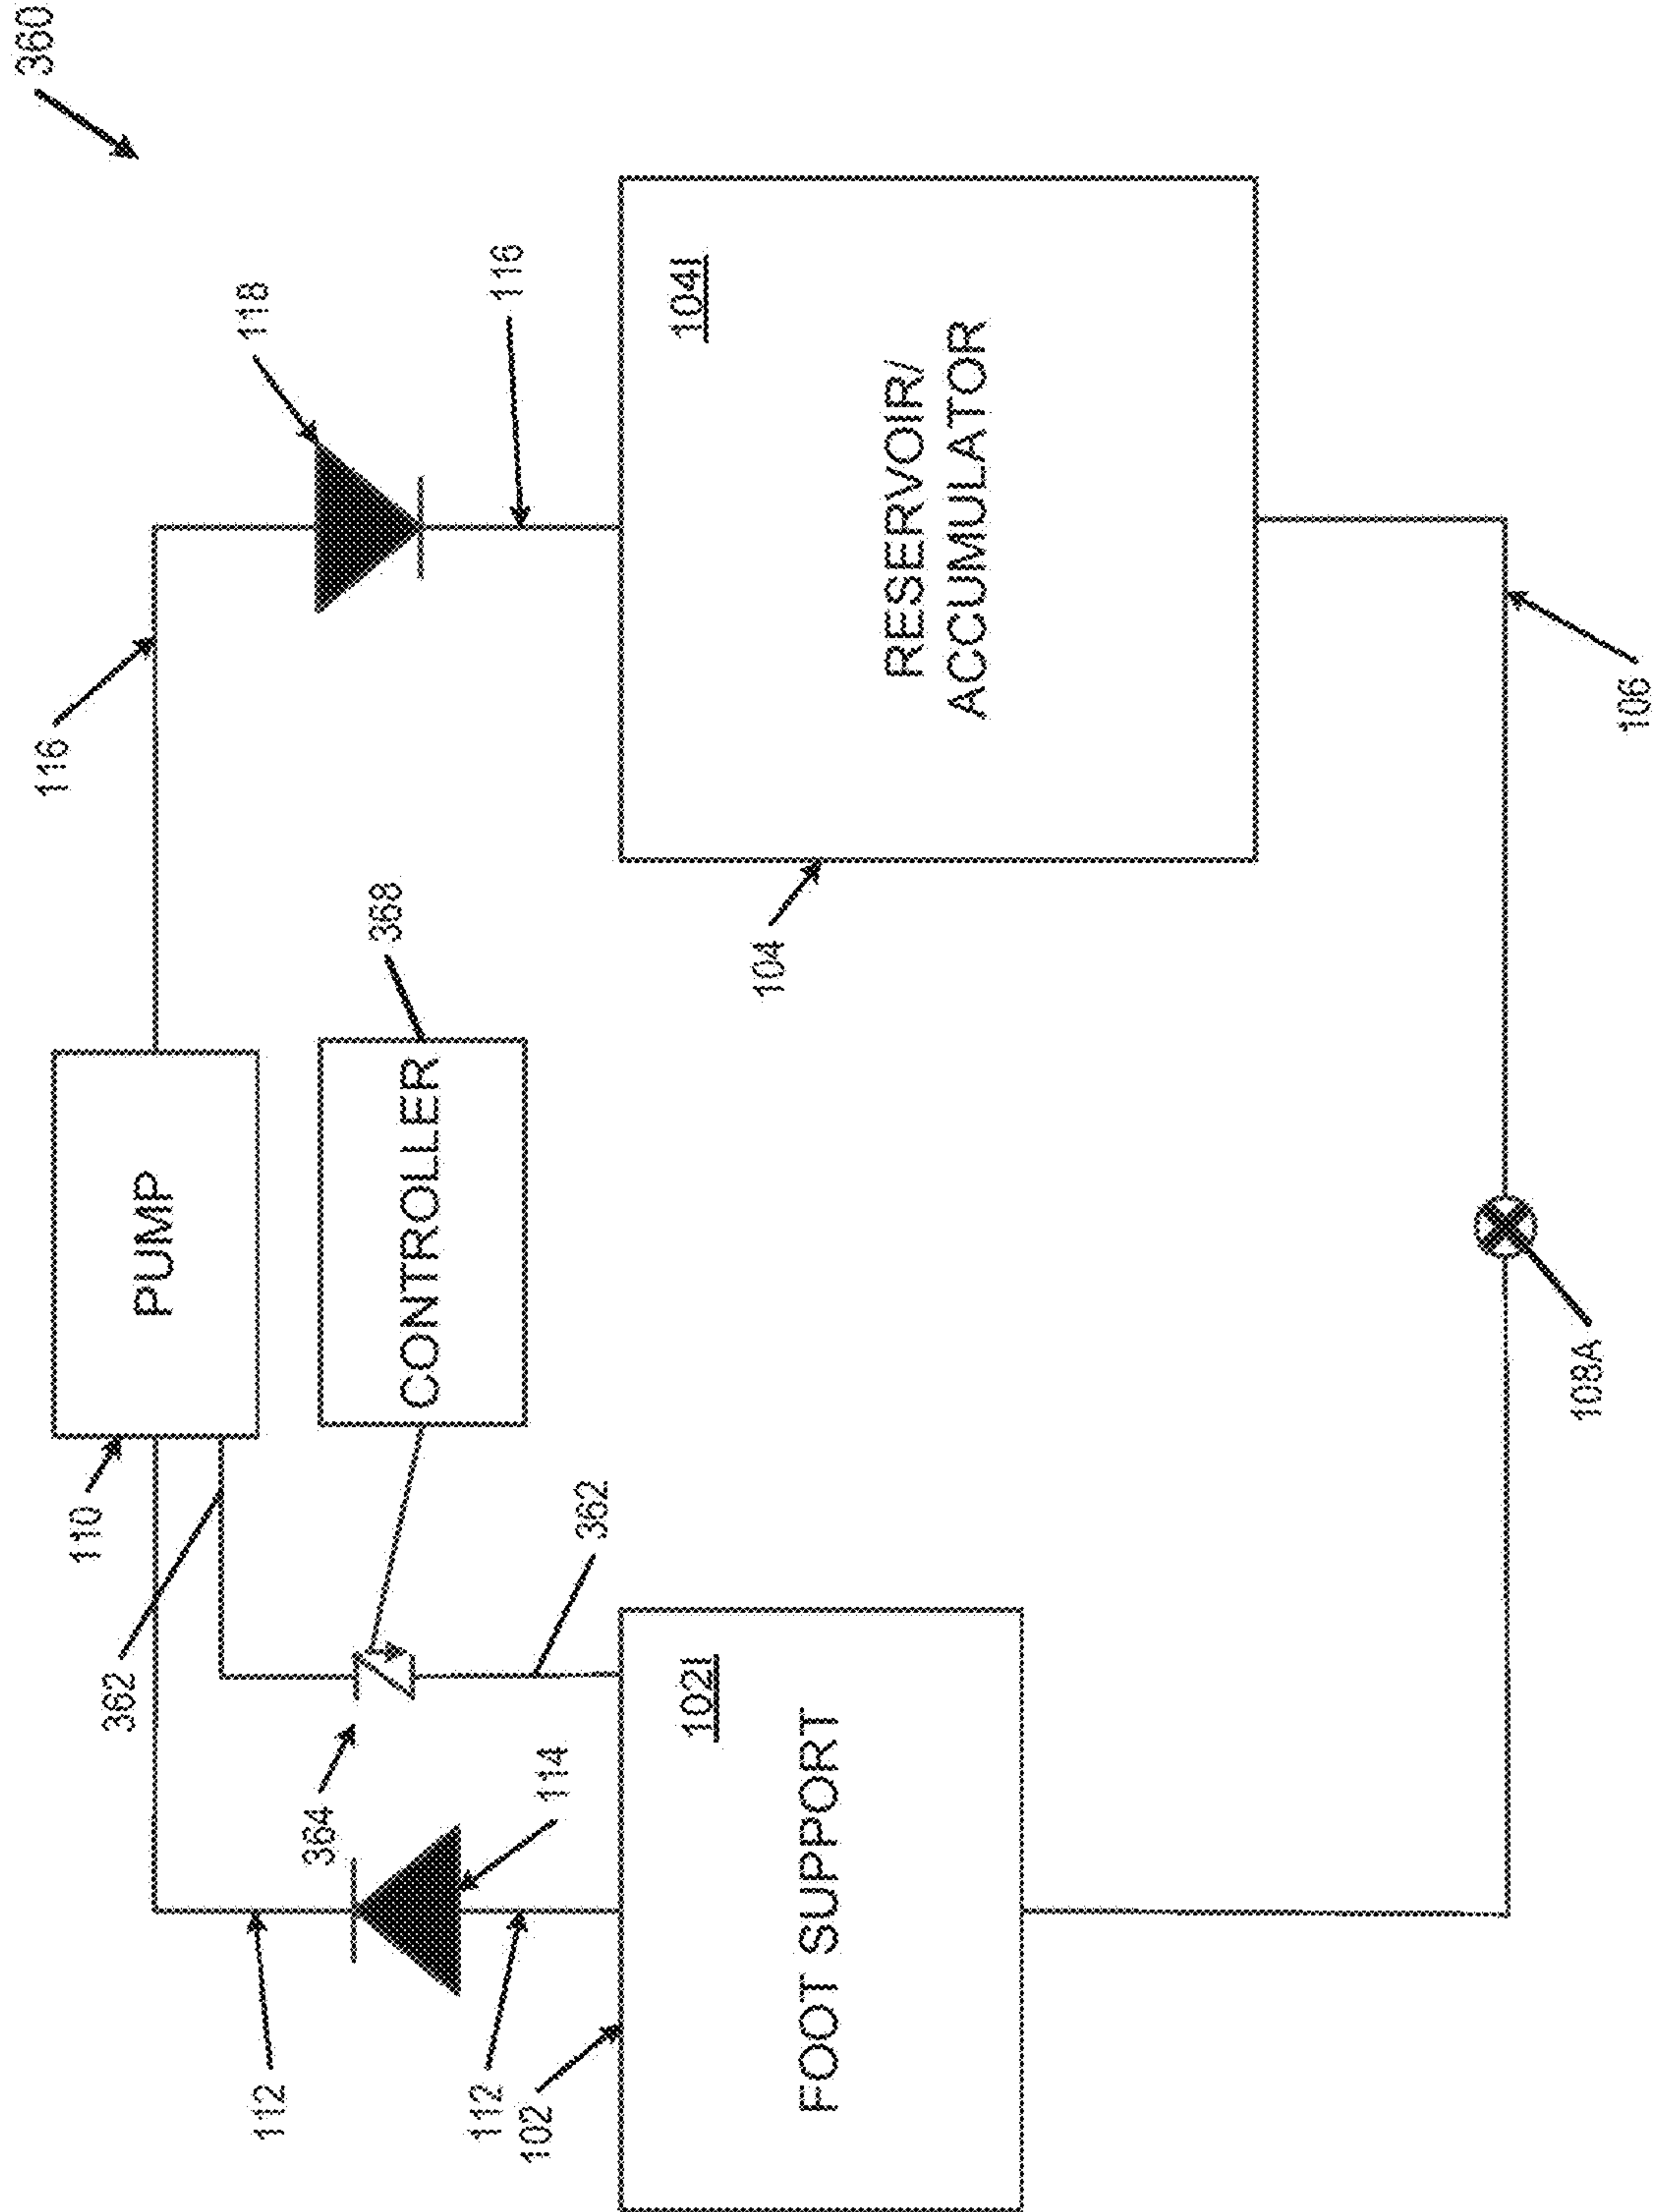 360
116
118
116
PUMP
110
362
CONTROLLER
368
362
364
114
112
112
102
102I
FOOT SUPPORT
104
104I
RESERVOIR/
ACCUMULATOR
106
108A